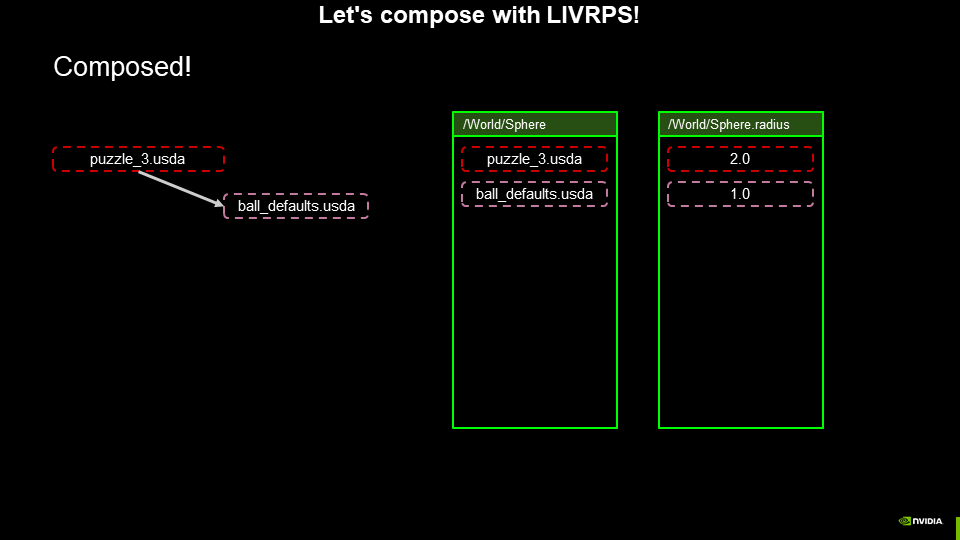 Let's compose with LIVRPS!
Composed!
puzzle_3.usda
ball_defaults.usda
/World/Sphere
puzzle_3.usda
ball_defaults.usda
/World/Sphere.radius
2.0
1.0
NVIDIA